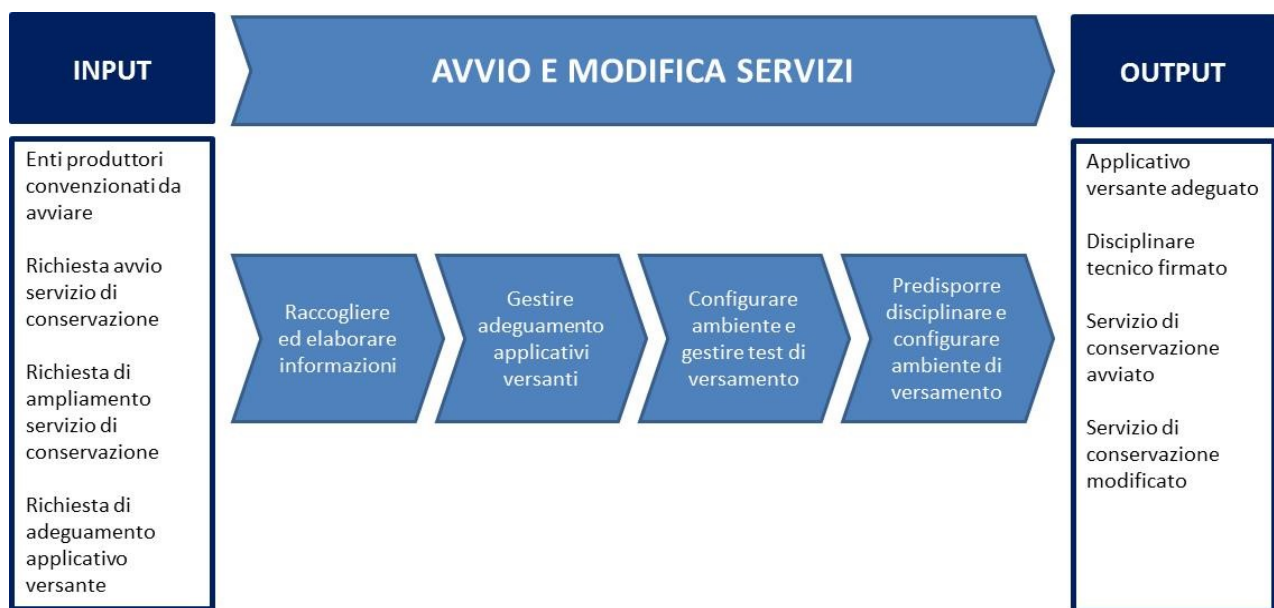 INPUT
AVVIO E MODIFICA SERVIZI
OUTPUT
Enti produttori
convenzionati da
avviare
Richiesta avvio
servizio di
conservazione
Richiesta di
ampliamento
servizio di
conservazione
Richiesta di
adeguamento
applicativo
versante
Raccogliere
ed elaborare
informazioni
Gestire
adeguamento
applicativi
versanti
Configurare
ambiente e
gestire test di
versamento
Predisporre
disciplinare e
configurare
ambiente di
versamento
Applicativo
versante adeguato
Disciplinare
tecnico firmato
Servizio di
conservazione
avviato
Servizio di
conservazione
modificato